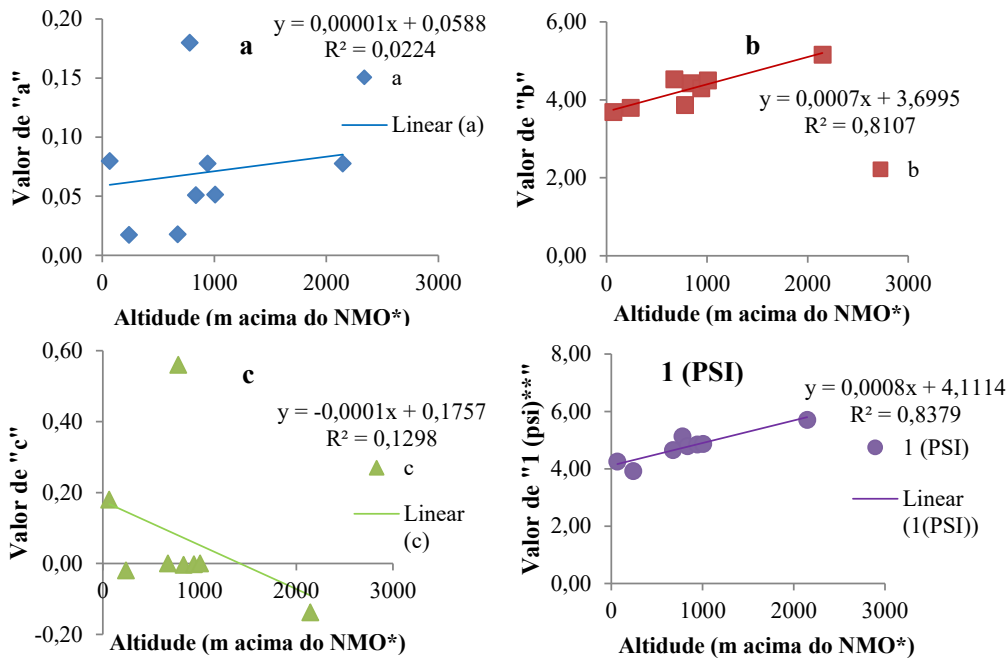 y = 0,00001x + 0,0588
R² = 0,0224
a
0,20
0,15
0,10
0,05
0,00
Valor de "a"
a
Linear (a)
0
1000
2000
3000
Altidude (m acima do NMO*)
b
6,00
4,00
2,00
0,00
Valor de "b"
y = 0,0007x + 3,6995
R² = 0,8107
b
0
1000
2000
3000
Altidude (m acima do NMO*)
0,60
0,40
0,20
0,00
-0,20
Valor de "c"
c
y = -0,0001x + 0,1757
R² = 0,1298
c
Linear
(c)
0
1000
2000
3000
Altidude (m acima do NMO*)
8,00
6,00
4,00
2,00
0,00
Valor de "1 (psi)**"
1 (PSI)
y = 0,0008x + 4,1114
R² = 0,8379
1 (PSI)
Linear
(1(PSI))
0
1000
2000
3000
Altidude (m acima do NMO*)